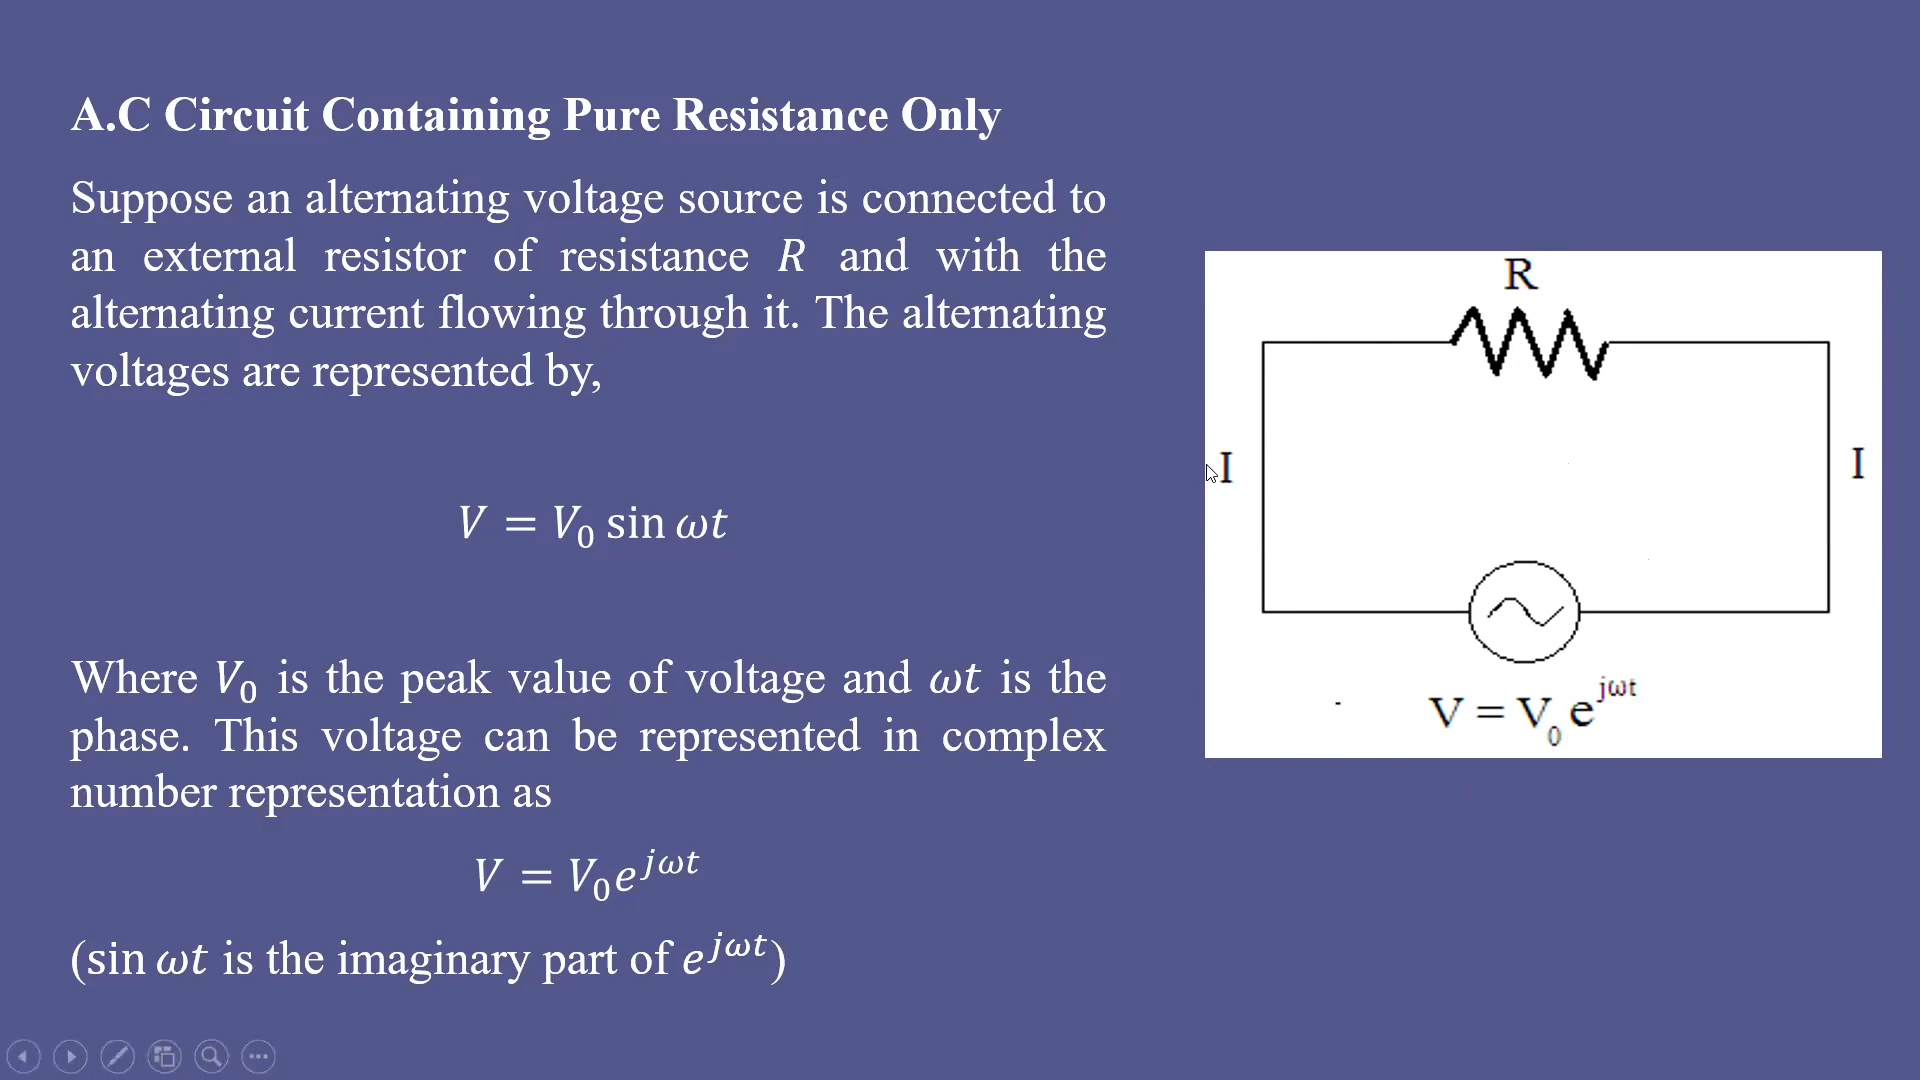 A.C Circuit Containing Pure Resistance Only
Suppose an alternating voltage source is connected to
an external resistor of resistance R and with the
alternating current flowing through it. The alternating
voltages are represented by,
V = V₀ sin ωt
Where V₀ is the peak value of voltage and ωt is the
phase. This voltage can be represented in complex
number representation as
V = V₀e^{jωt}
(sin ωt is the imaginary part of e^{jωt})
R
I
I
V = V₀ e^{jωt}